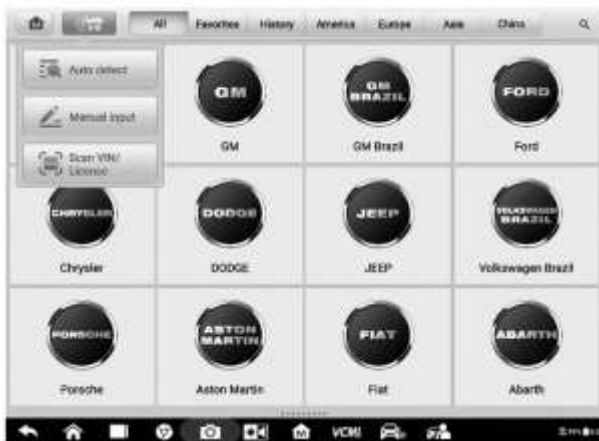 All Favorites History America Europe Asia China
Auto detect
Manual input
Scan VIN/
License
GM
GM
BRAZIL
FORD
GM
GM Brazil
Ford
CHRYSLER
DODGE
JEEP
VOLKSWAGEN
BRAZIL
Chrysler
DODGE
JEEP
Volkswagen Brazil
PORSCHE
ASTON
MARTIN
FIAT
ABARTH
Porsche
Aston Martin
Fiat
Abarth
VCMI